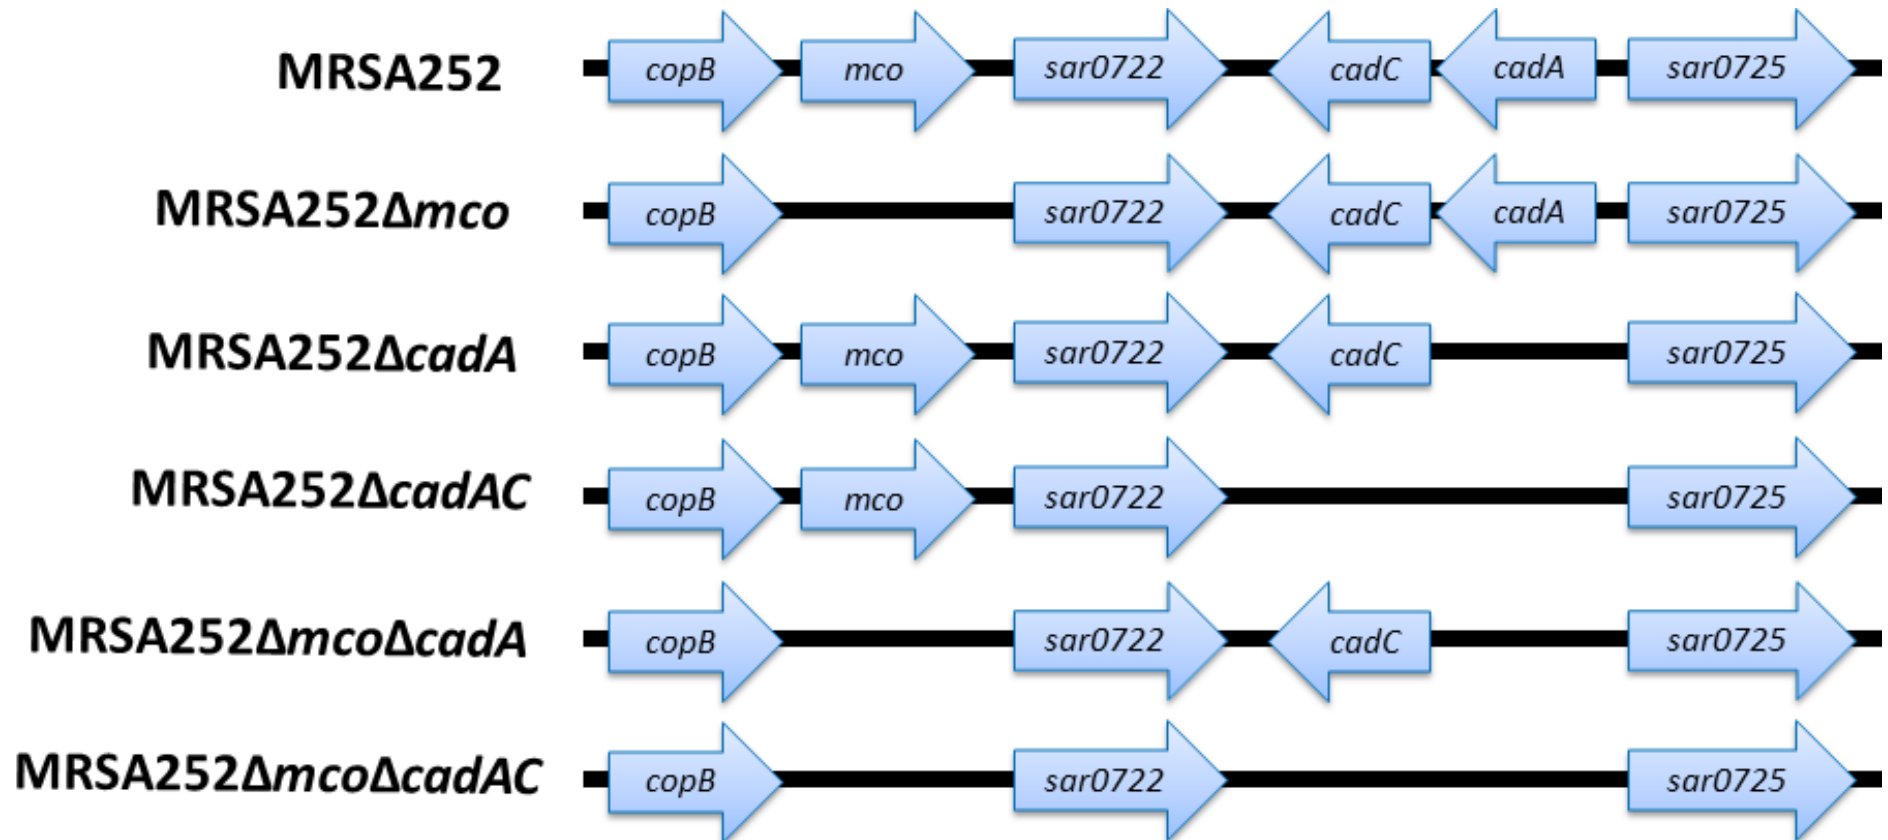 MRSA252 copB mco sar0722 cadC cadA sar0725
MRSA252Δmco copB sar0722 cadC cadA sar0725
MRSA252ΔcadA copB mco sar0722 cadC sar0725
MRSA252ΔcadAC copB mco sar0722 sar0725
MRSA252ΔmcoΔcadA copB sar0722 cadC sar0725
MRSA252ΔmcoΔcadAC copB sar0722 sar0725